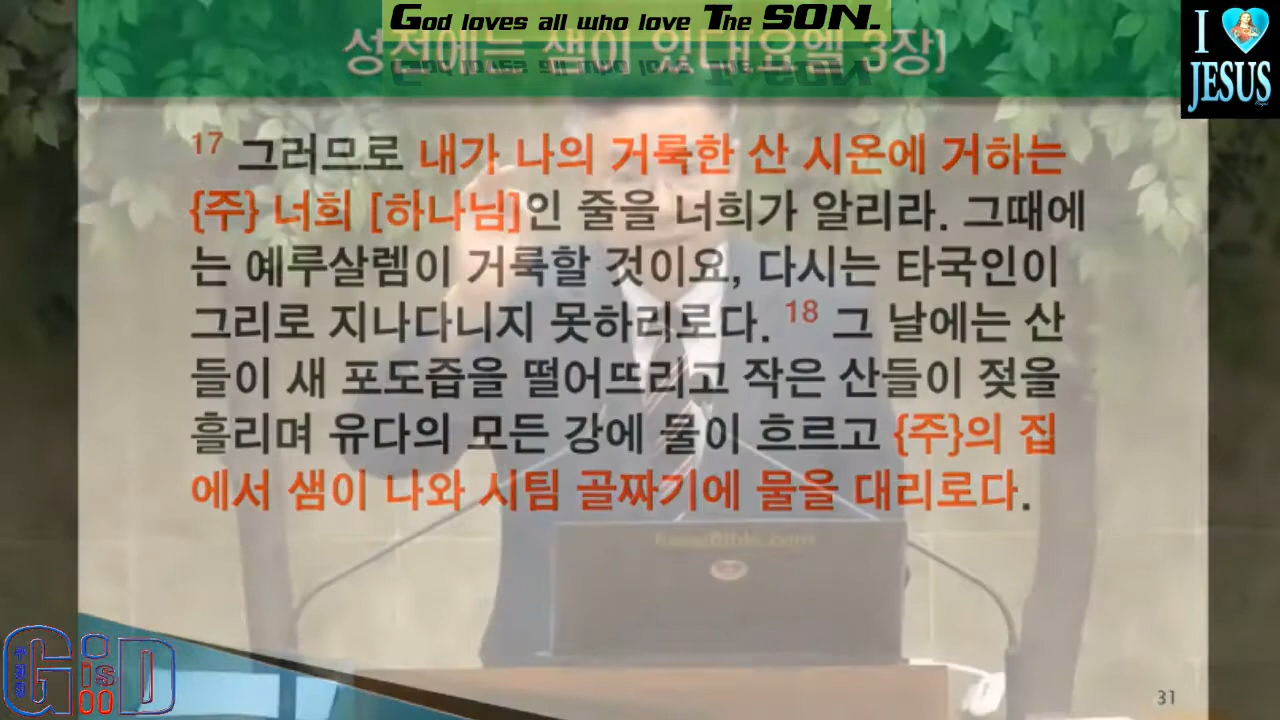 God loves all who love The SON.
I
JESUS
성전에는 샘이 있다(요엘 3장)
17 그러므로 내가 나의 거룩한 산 시온에 거하는
{주} 너희 [하나님]인 줄을 너희가 알리라. 그때에
는 예루살렘이 거룩할 것이요, 다시는 타국인이
그리로 지나다니지 못하리로다. 18 그 날에는 산
들이 새 포도즙을 떨어뜨리고 작은 산들이 젖을
흘리며 유다의 모든 강에 물이 흐르고 {주}의 집
에서 샘이 나와 시팀 골짜기에 물을 대리로다.
GOD
is
31